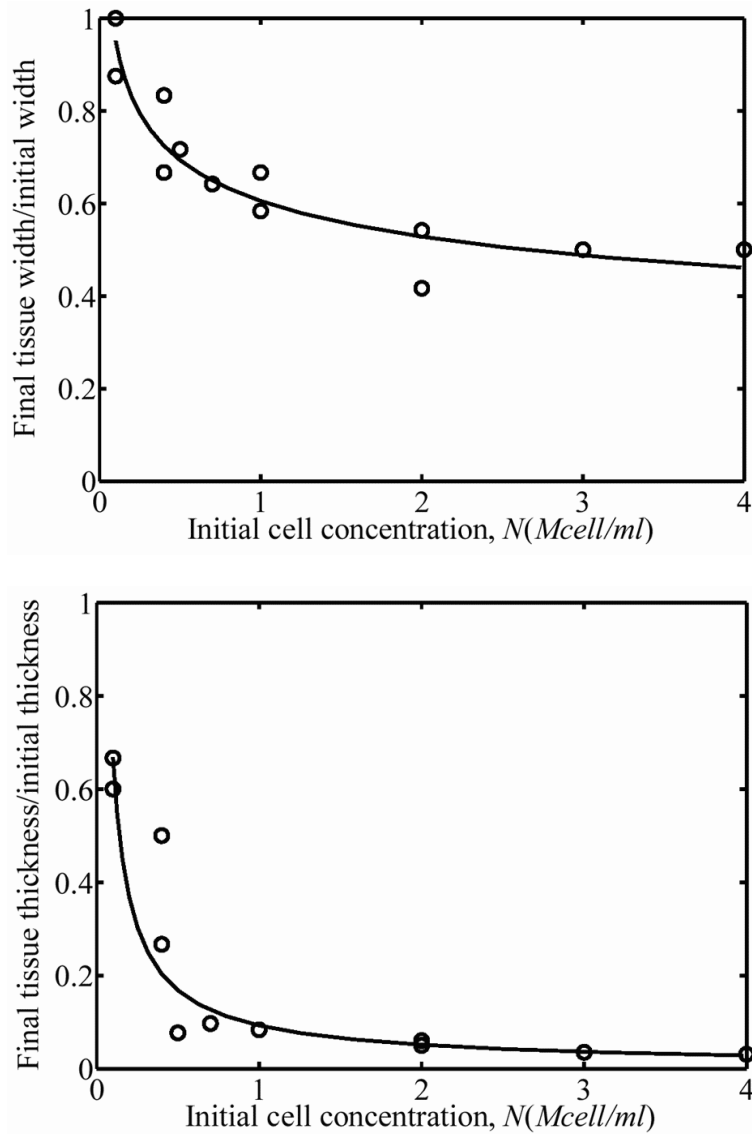 1
0.8
0.6
0.4
0.2
0
Final tissue width/initial width
0 1 2 3 4
Initial cell concentration, N(Mcell/ml)
1
0.8
0.6
0.4
0.2
0
Final tissue thickness/initial thickness
0 1 2 3 4
Initial cell concentration, N(Mcell/ml)